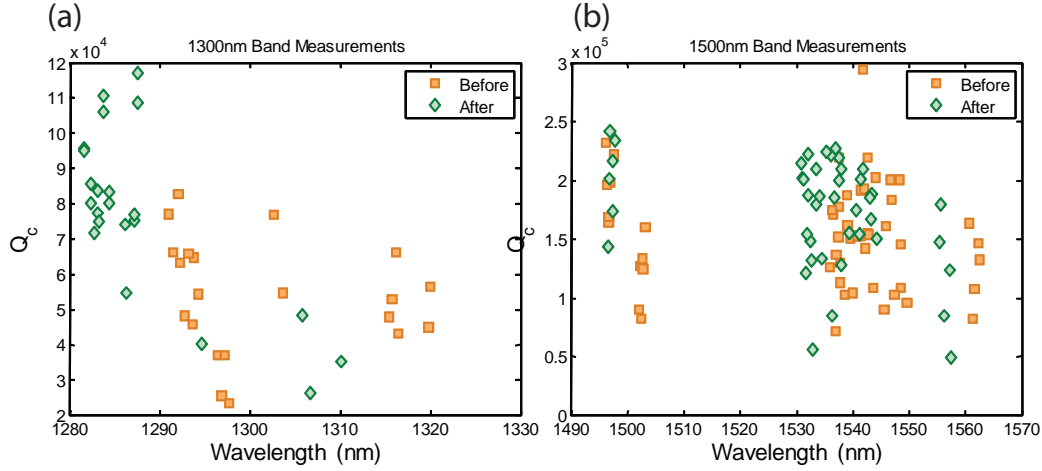 (a)
1300nm Band Measurements
x 10^4
12
11
10
9
8
7
6
5
4
3
2
Q_c
Before
After
1280 1290 1300 1310 1320 1330
Wavelength (nm)
(b)
1500nm Band Measurements
x 10^5
3
2.5
2
1.5
1
0.5
0
Q_c
Before
After
1490 1500 1510 1520 1530 1540 1550 1560 1570
Wavelength (nm)